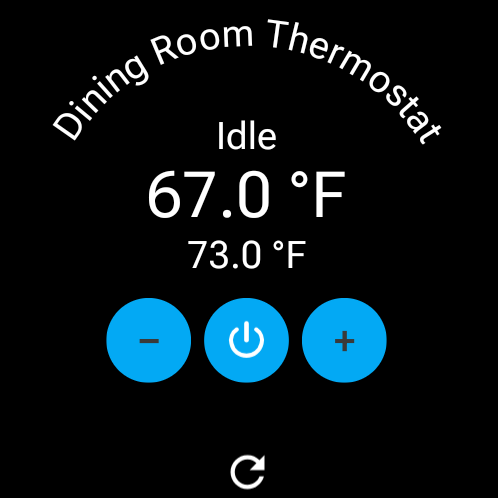 Dining Room Thermostat
Idle
67.0 °F
73.0 °F
− +